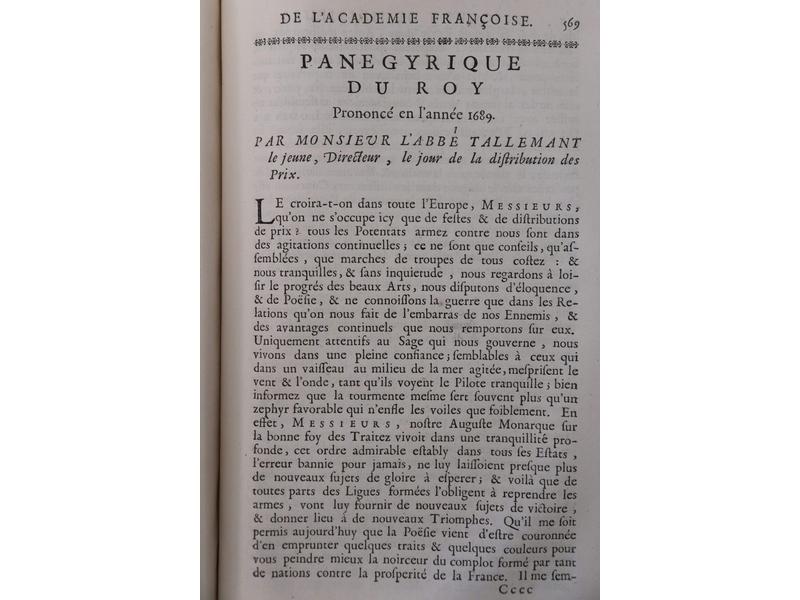 DE L'ACADEMIE FRANÇOISE. 569
PANEGYRIQUE
DU ROY
Prononcé en l'année 1689.
PAR MONSIEUR L'ABBÉ TALLEMANT
le jeune, Directeur, le jour de la diſtribution des
Prix.
LE croira-t-on dans toute l'Europe, MESSIEURS,
qu'on ne s'occupe icy que de feſtes & de diſtributions
de prix? tous les Potentats armez contre nous ſont dans
des agitations continuelles; ce ne ſont que conſeils, qu'aſ-
ſemblées, que marches de troupes de tous coſtez : &
nous tranquilles, & ſans inquietude, nous regardons à loi-
ſir le progrés des beaux Arts, nous diſputons d'éloquence,
& de Poëſie, & ne connoiſſons la guerre que dans les Re-
lations qu'on nous fait de l'embarras de nos Ennemis, &
des avantages continuels que nous remportons ſur eux.
Uniquement attentifs au Sage qui nous gouverne, nous
vivons dans une pleine confiance; ſemblables à ceux qui
dans un vaiſſeau au milieu de la mer agitée, meſpriſent le
vent & l'onde, tant qu'ils voyent le Pilote tranquille; bien
informez que la tourmente meſme ſert ſouvent plus qu'un
zephyr favorable qui n'enfle les voiles que foiblement. En
effet, MESSIEURS, noſtre Auguſte Monarque ſur
la bonne foy des Traitez vivoit dans une tranquillité pro-
fonde, cet ordre admirable eſtably dans tous ſes Eſtats,
l'erreur bannie pour jamais, ne luy laiſſoient preſque plus
de nouveaux ſujets de gloire à eſperer; & voilà que de
toutes parts des Ligues formées l'obligent à reprendre les
armes, vont luy fournir de nouveaux ſujets de victoire,
& donner lieu á de nouveaux Triomphes. Qu'il me ſoit
permis aujourd'huy que la Poëſie vient d'eſtre couronnée
d'en emprunter quelques traits & quelques couleurs pour
vous peindre mieux la noirceur du complot formé par tant
de nations contre la proſperité de la France. Il me ſem-
Cccc